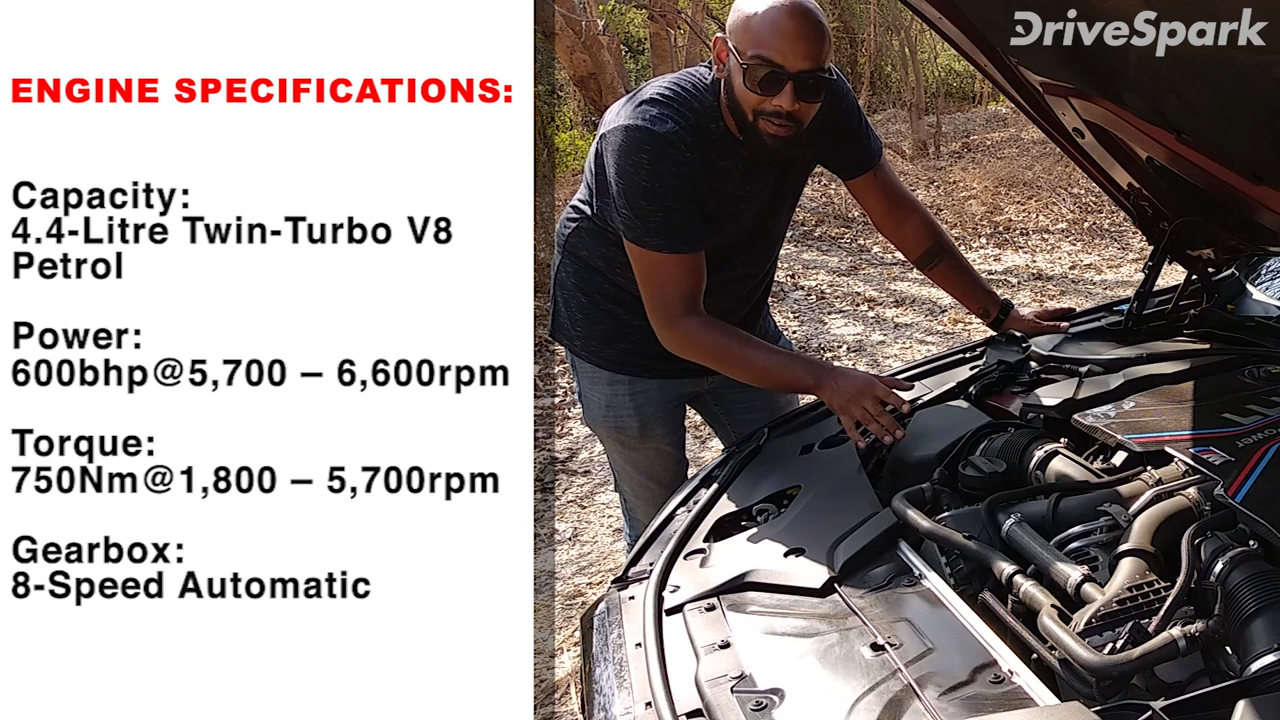 DriveSpark
ENGINE SPECIFICATIONS:
Capacity:
4.4-Litre Twin-Turbo V8
Petrol
Power:
600bhp@5,700 – 6,600rpm
Torque:
750Nm@1,800 – 5,700rpm
Gearbox:
8-Speed Automatic
Power
M